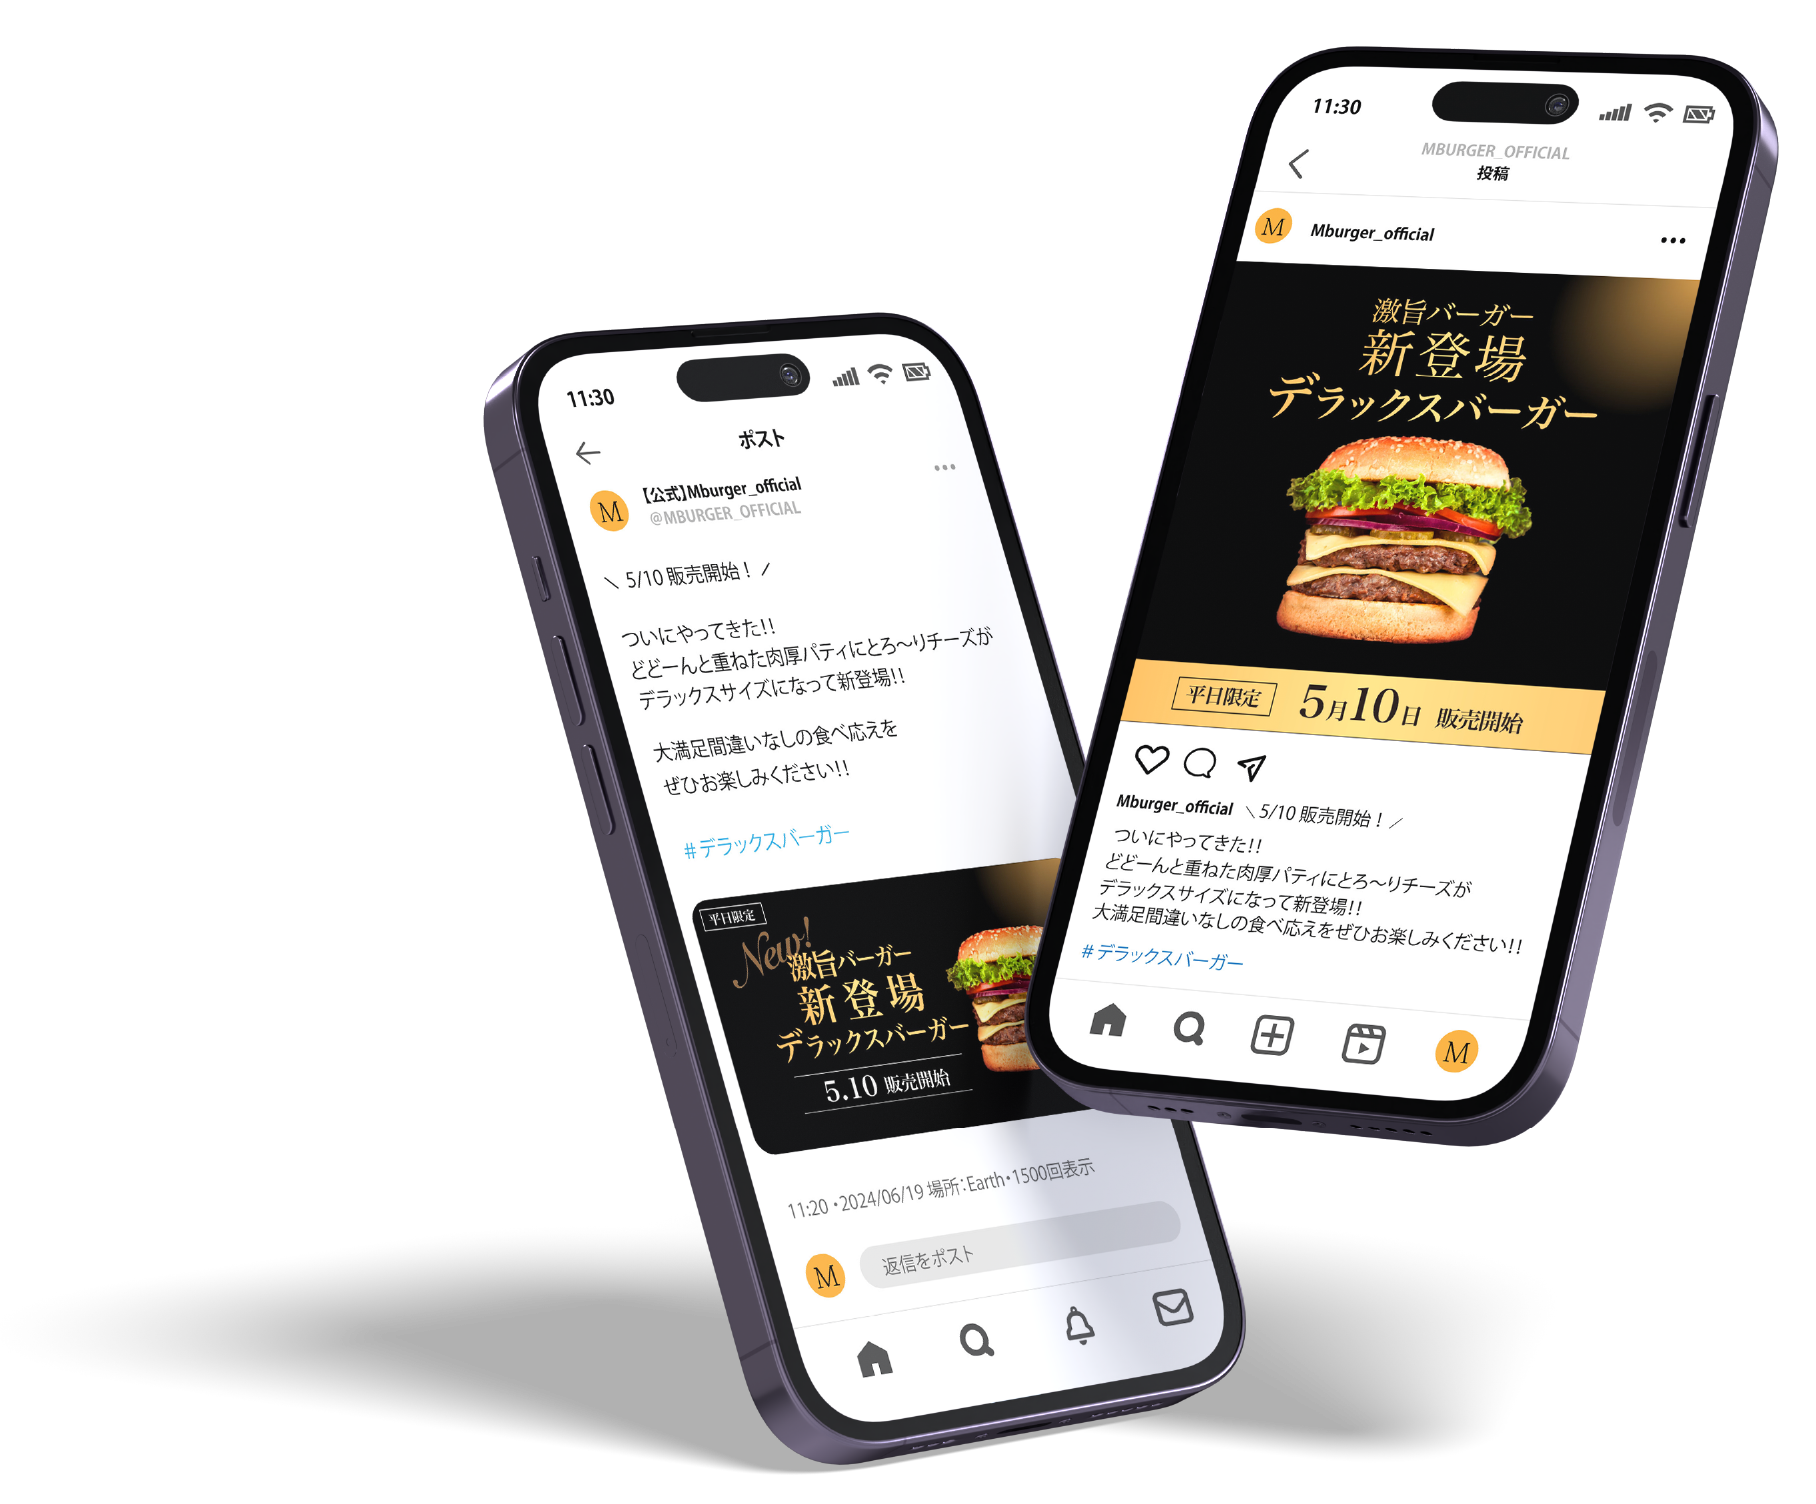 11:30
ポスト
M
【公式】Mburger_official
@MBURGER_OFFICIAL
＼ 5/10 販売開始！ ／
ついにやってきた!!
どどーんと重ねた肉厚パティにとろ〜りチーズが
デラックスサイズになって新登場!!
大満足間違いなしの食べ応えを
ぜひお楽しみください!!
#デラックスバーガー
平日限定
New!
激旨バーガー
新登場
デラックスバーガー
5.10 販売開始
11:20・2024/06/19 場所：Earth・1500回表示
M
返信をポスト
11:30
MBURGER_OFFICIAL
投稿
M
Mburger_official
激旨バーガー
新登場
デラックスバーガー
平日限定 5月10日 販売開始
Mburger_official ＼ 5/10 販売開始！ ／
ついにやってきた!!
どどーんと重ねた肉厚パティにとろ〜りチーズが
デラックスサイズになって新登場!!
大満足間違いなしの食べ応えをぜひお楽しみください!!
#デラックスバーガー
M